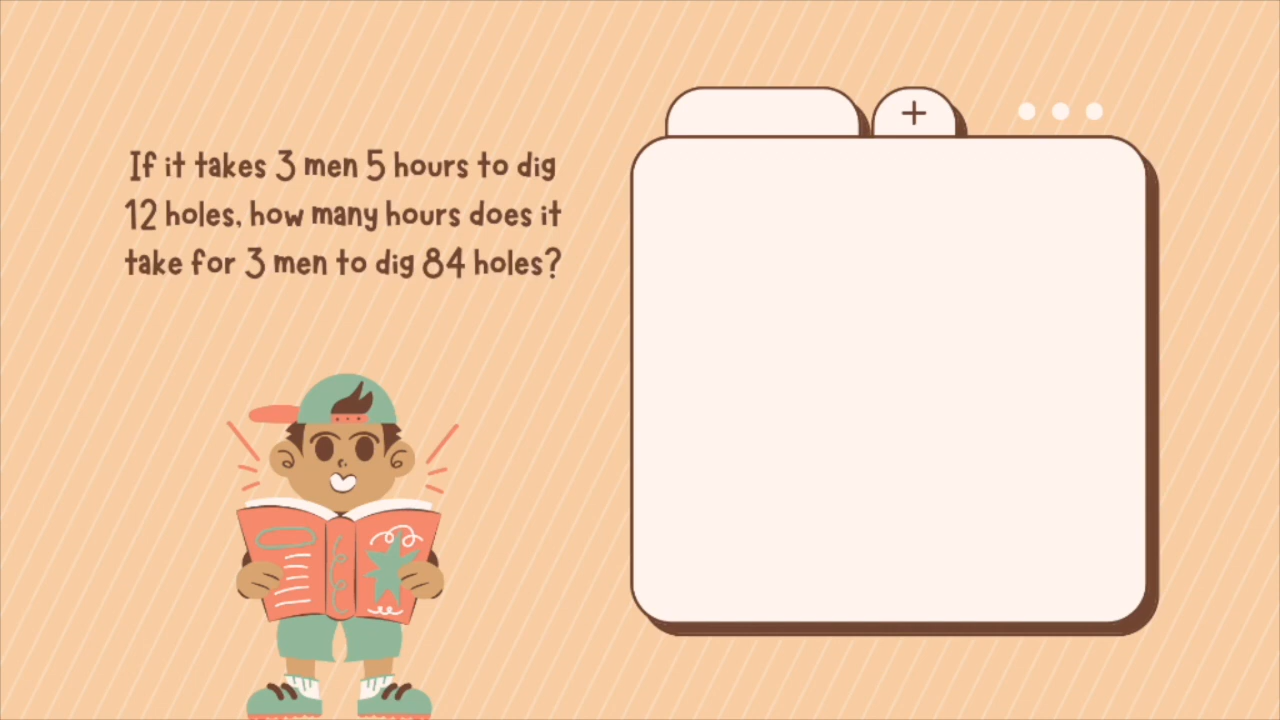 If it takes 3 men 5 hours to dig
12 holes, how many hours does it
take for 3 men to dig 84 holes?
+